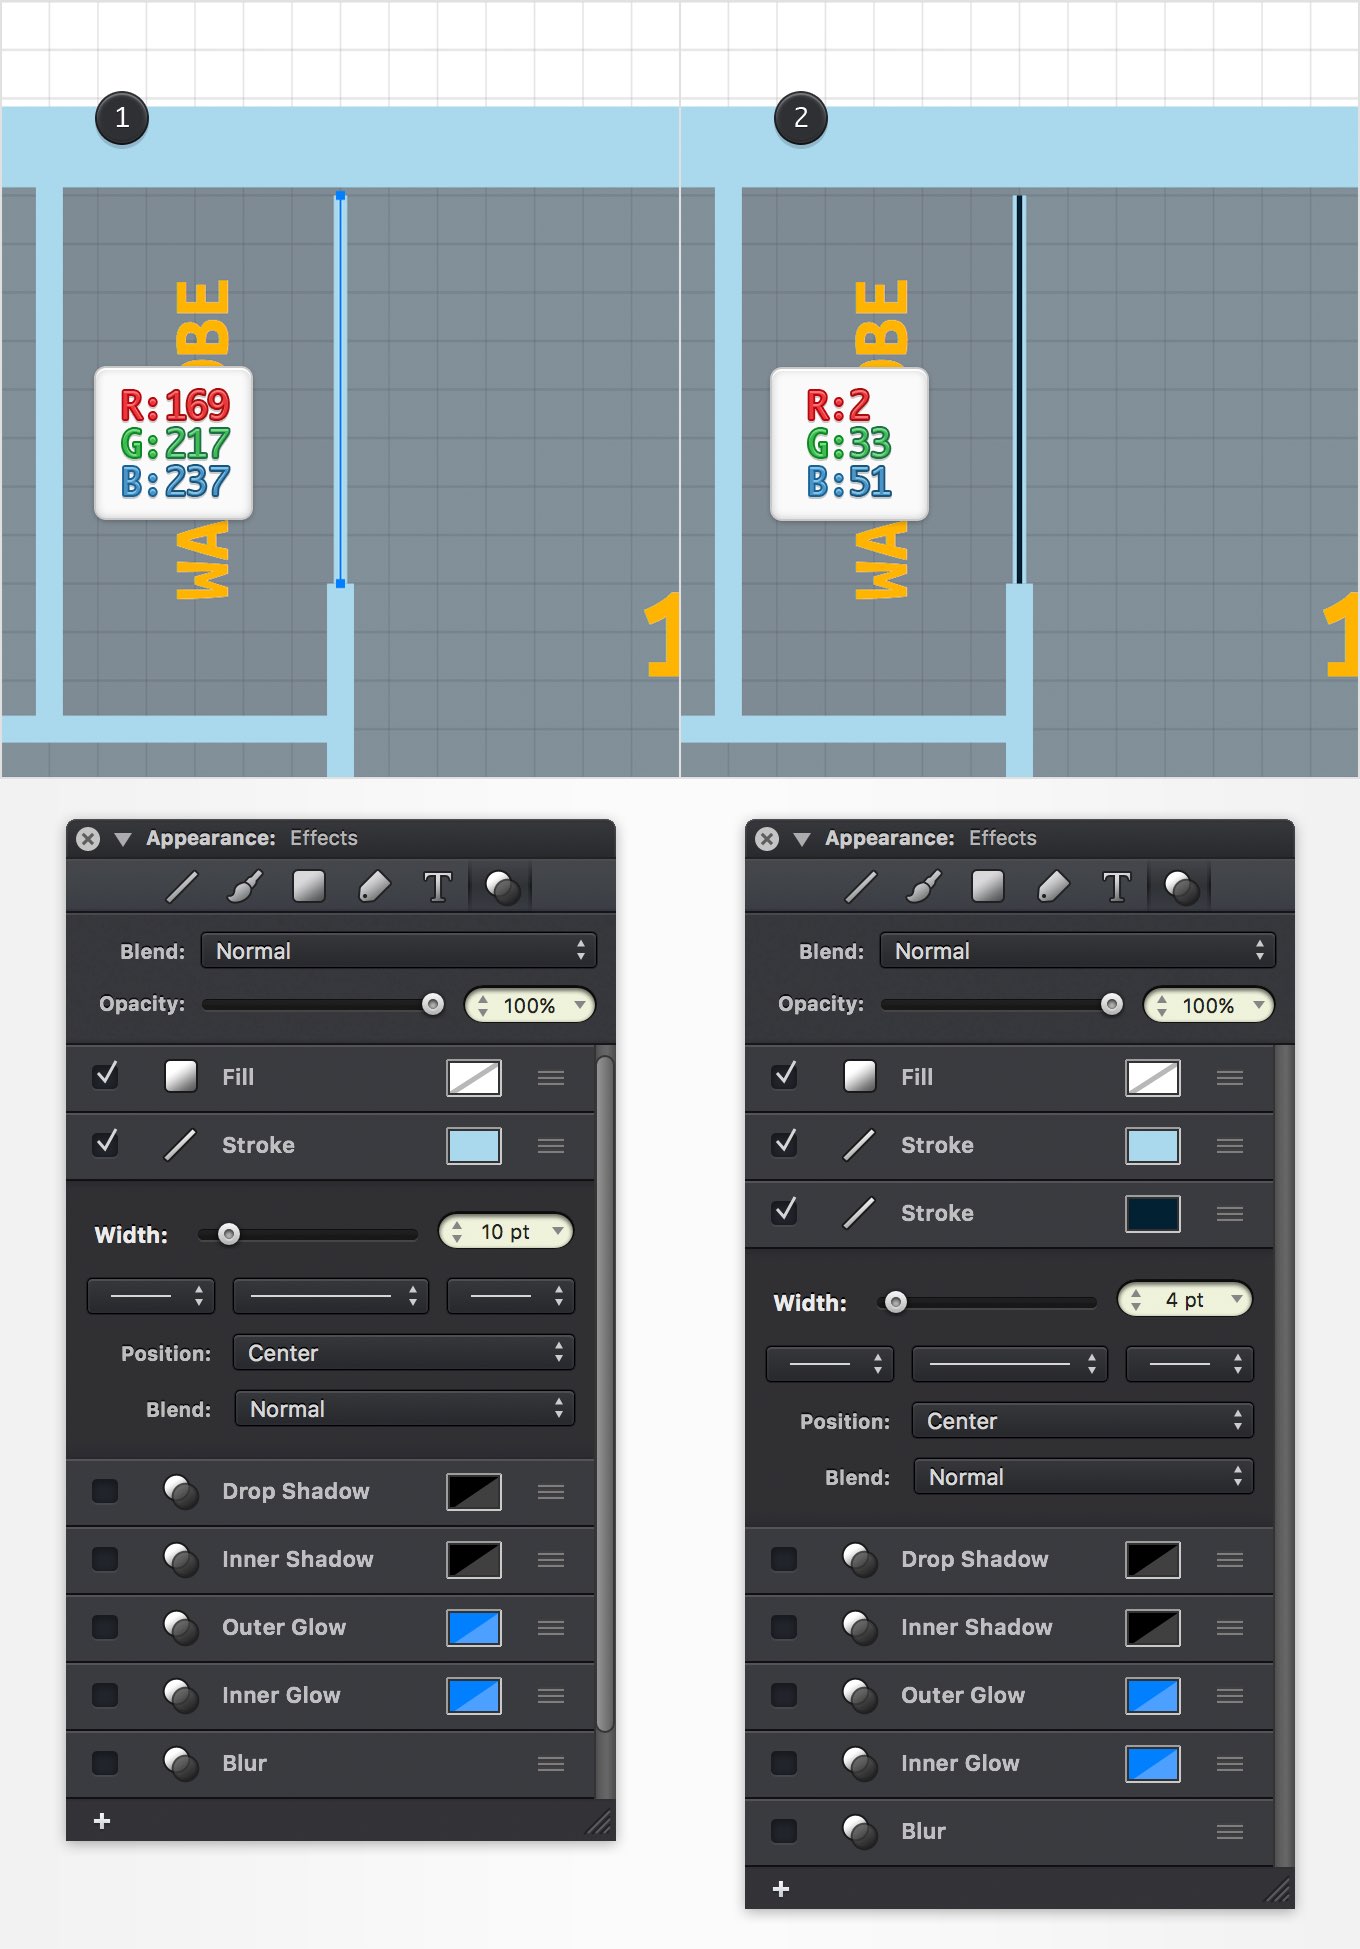 1
WA
OBE
R:169
G:217
B:237
1
2
WA
OBE
R:2
G:33
B:51
1
Appearance: Effects
T
Blend: Normal
Opacity: 100%
Fill
Stroke
Width: 10 pt
Position: Center
Blend: Normal
Drop Shadow
Inner Shadow
Outer Glow
Inner Glow
Blur
+
Appearance: Effects
T
Blend: Normal
Opacity: 100%
Fill
Stroke
Stroke
Width: 4 pt
Position: Center
Blend: Normal
Drop Shadow
Inner Shadow
Outer Glow
Inner Glow
Blur
+